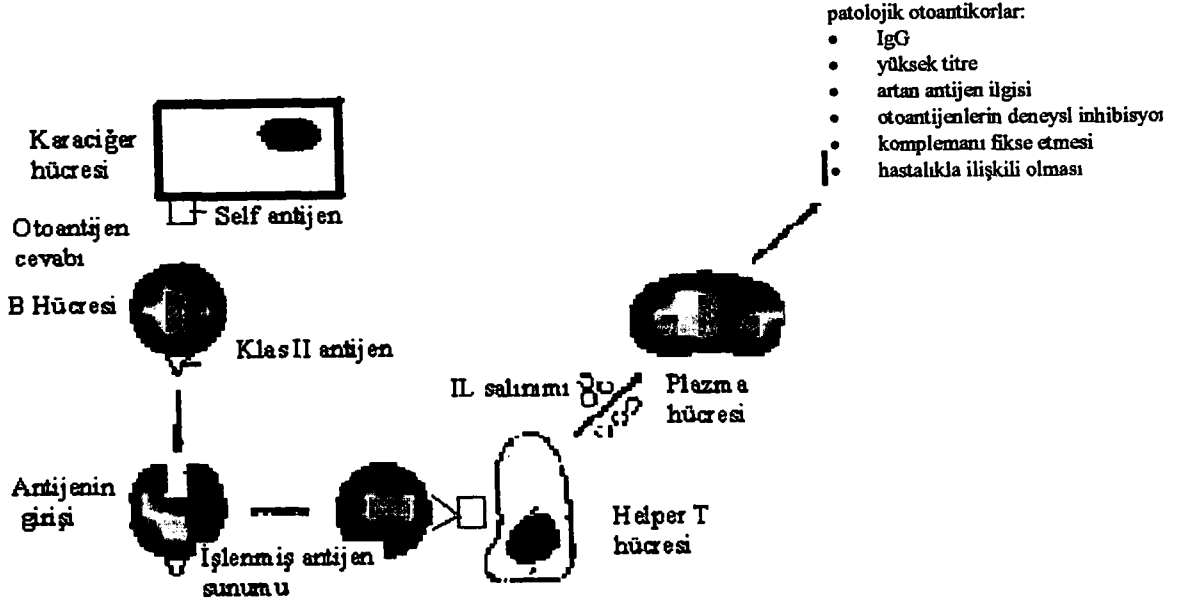 patolojik otoantikorlar:
• IgG
• yüksek titre
• artan antijen ilgisi
• otoantijenlerin deneysl inhibisyo
• komplemanı fikse etmesi
• hastalıkla ilişkili olması
Karaciğer
hücresi
Self antijen
Otoantijen
cevabı
B Hücresi
Klas II antijen
IL salınımı
Plazma
hücresi
Antijenin
girişi
İşlenmiş antijen
sunumu
Helper T
hücresi